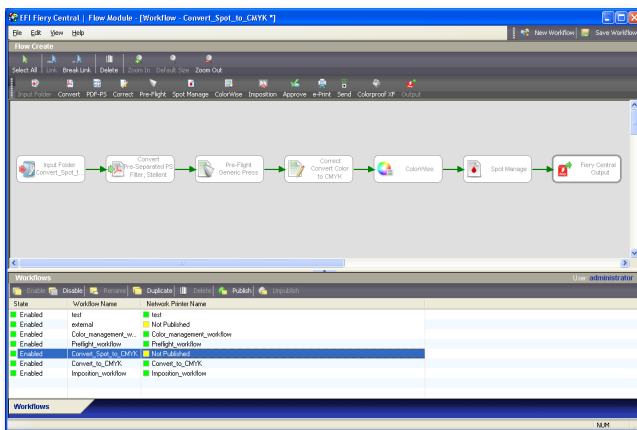 EFI Fiery Central | Flow Module - [Workflow - Convert_Spot_to_CMYK *]
File Edit View Help
New Workflow Save Workflow
Flow Create
Select All Link Break Link Delete Zoom In Default Size Zoom Out
Input Folder Convert PDF-PS Correct Pre-Flight Spot Manage ColorWise Imposition Approve e-Print Send Colorproof XF Output
Input Folder
Convert_Spot_t...
Convert
Pre-Separated PS
Filter, Stellent
Pre-Flight
Generic Press
Correct
Convert Color
to CMYK
ColorWise
Spot Manage
Fiery Central
Output
Workflows User: administrator
Enable Disable Rename Duplicate Delete Publish Unpublish
State Workflow Name Network Printer Name
Enabled test test
Enabled external Not Published
Enabled Color_management_w... Color_management_workflow
Enabled Preflight_workflow Preflight_workflow
Enabled Convert_Spot_to_CMYK Not Published
Enabled Convert_to_CMYK Convert_to_CMYK
Enabled Imposition_workflow Imposition_workflow
Workflows
NUM